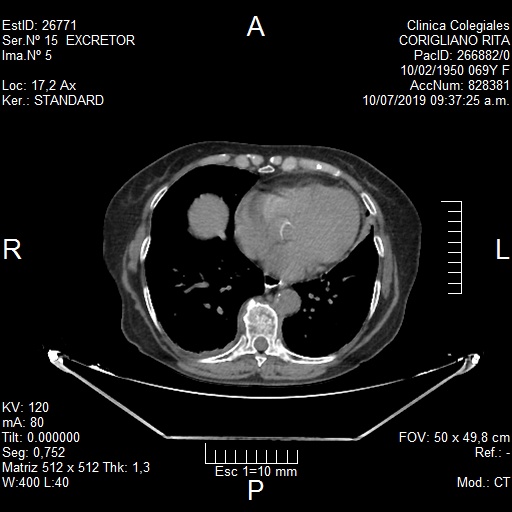 EstID: 26771
Ser.Nº 15  EXCRETOR
Ima.Nº 5
Loc: 17,2 Ax
Ker.: STANDARD
A
Clinica Colegiales
CORIGLIANO RITA
PacID: 266882/0
10/02/1950 069Y F
AccNum: 828381
10/07/2019 09:37:25 a.m.
R
L
KV: 120
mA: 80
Tilt: 0.000000
Seg: 0,752
Matriz 512 x 512 Thk: 1,3
W:400 L:40
Esc 1=10 mm
P
FOV: 50 x 49,8 cm
Ref.: -
Mod.: CT